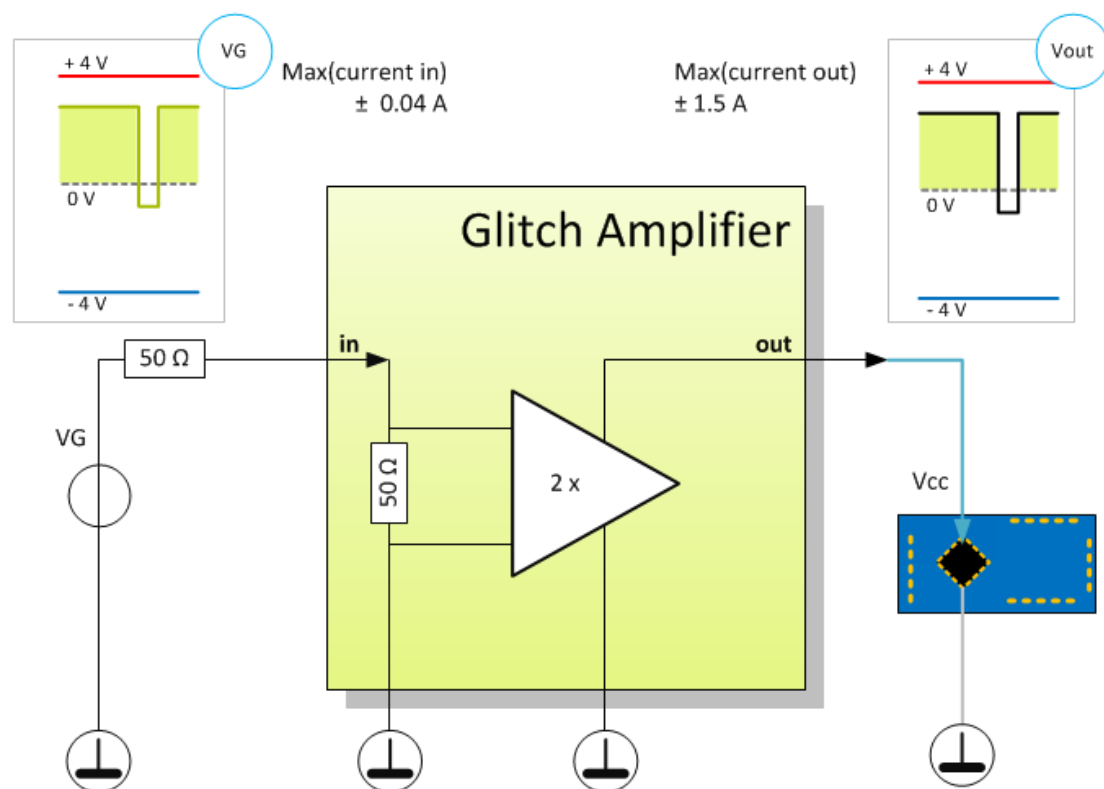 + 4 V
VG
0 V
- 4 V
Max(current in)
± 0.04 A
Max(current out)
± 1.5 A
+ 4 V
Vout
0 V
- 4 V
Glitch Amplifier
50 Ω
in
out
VG
50 Ω
2 x
Vcc